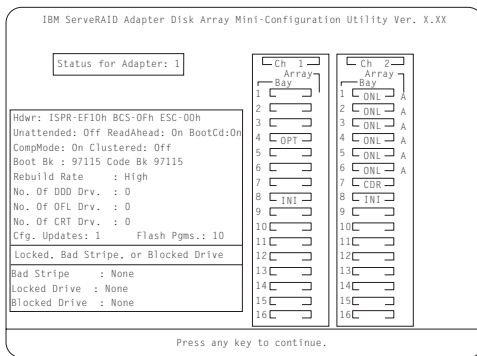 IBM ServeRAID Adapter Disk Array Mini-Configuration Utility Ver. X.XX
Status for Adapter: 1
Hdwr: ISPR-EF10h BCS-0Fh ESC-00h
Unattended: Off ReadAhead: On BootCd:On
CompMode: On Clustered: Off
Boot Bk : 97115 Code Bk 97115
Rebuild Rate : High
No. Of DDD Drv. : 0
No. Of OFL Drv. : 0
No. Of CRT Drv. : 0
Cfg. Updates: 1 Flash Pgms.: 10
Locked, Bad Stripe, or Blocked Drive
Bad Stripe : None
Locked Drive : None
Blocked Drive : None
Ch 1
Array
Bay
1
2
3
4 OPT
5
6
7
8 INI
9
10
11
12
13
14
15
16
Ch 2
Array
Bay
1 ONL A
2 ONL A
3 ONL A
4 ONL A
5 ONL A
6 ONL A
7 CDR
8 INI
9
10
11
12
13
14
15
16
Press any key to continue.